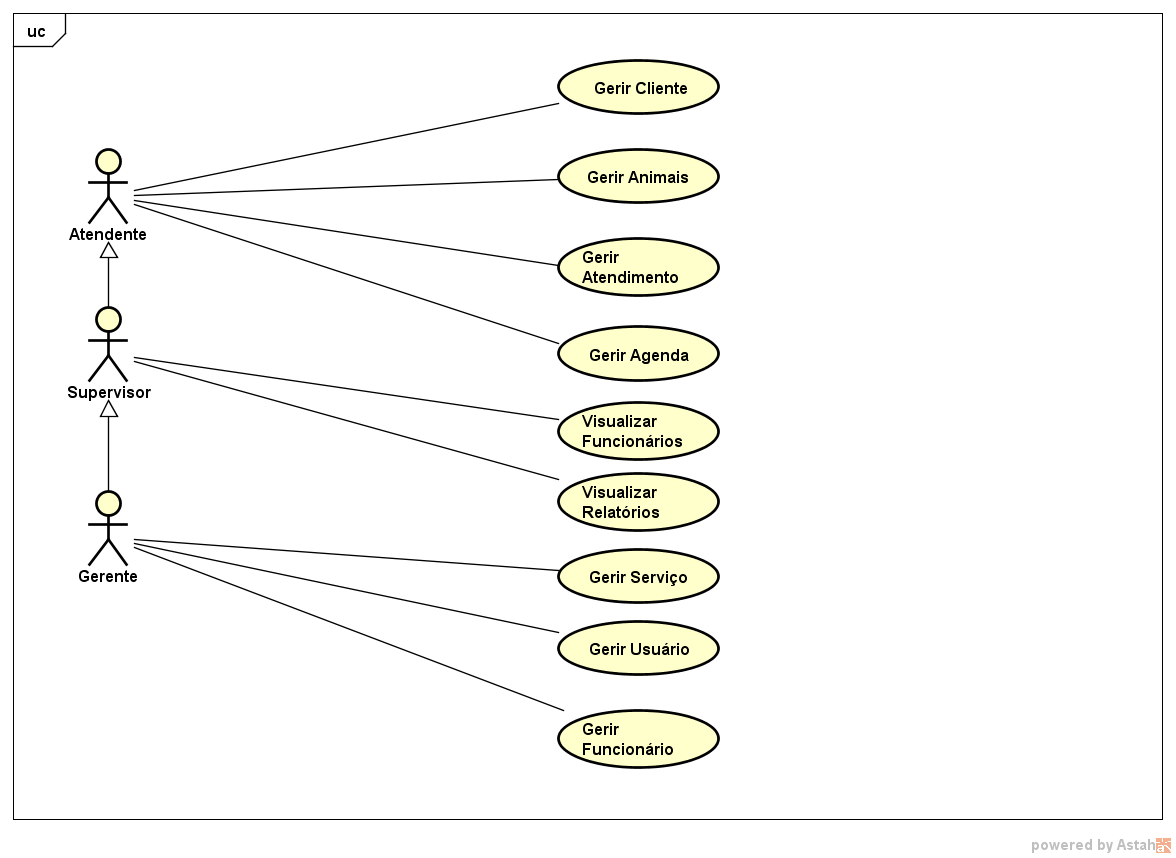 uc
Gerir Cliente
Gerir Animais
Atendente
Gerir
Atendimento
Gerir Agenda
Supervisor
Visualizar
Funcionários
Visualizar
Relatórios
Gerente
Gerir Serviço
Gerir Usuário
Gerir
Funcionário
powered by Astah